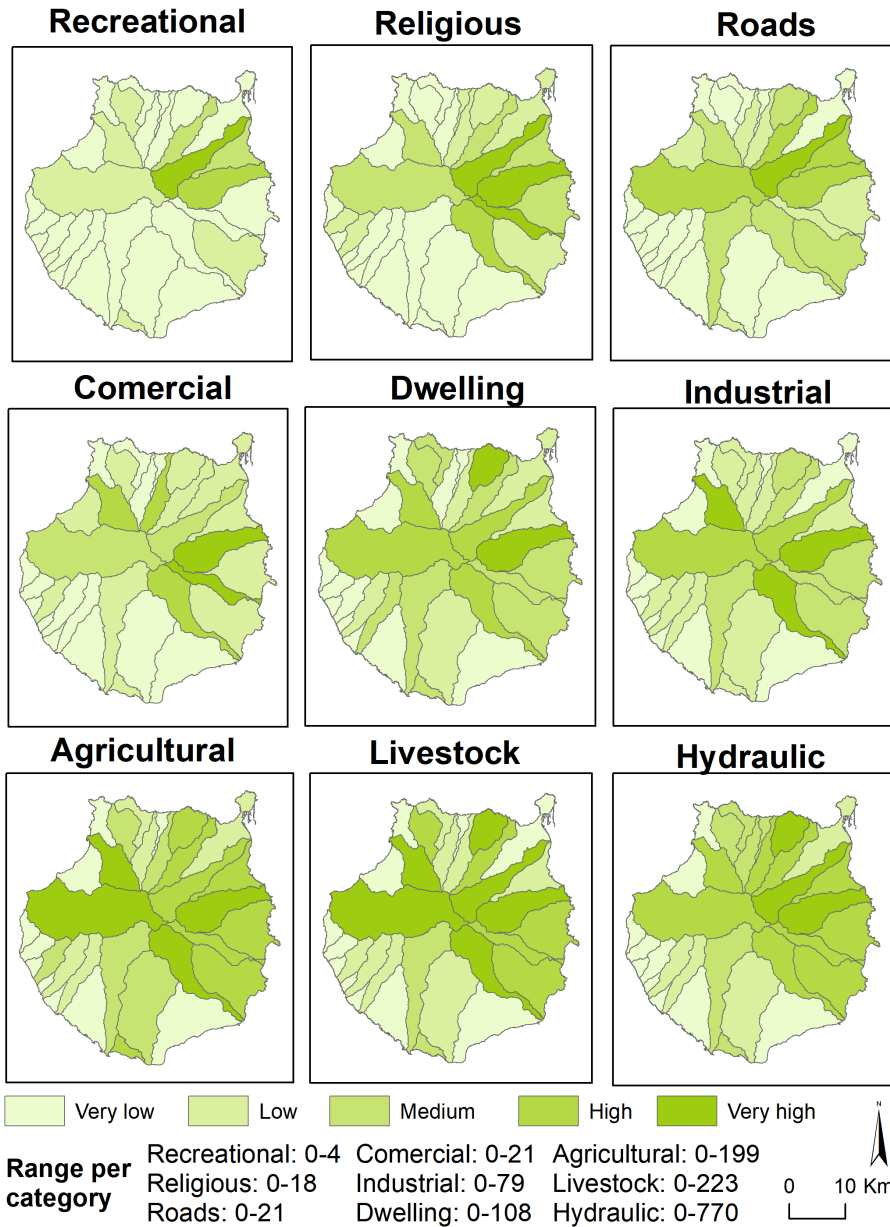 Recreational Religious Roads
Comercial Dwelling Industrial
Agricultural Livestock Hydraulic
Very low Low Medium High Very high
N
Range per category
Recreational: 0-4 Comercial: 0-21 Agricultural: 0-199
Religious: 0-18 Industrial: 0-79 Livestock: 0-223
Roads: 0-21 Dwelling: 0-108 Hydraulic: 0-770
0 10 Km